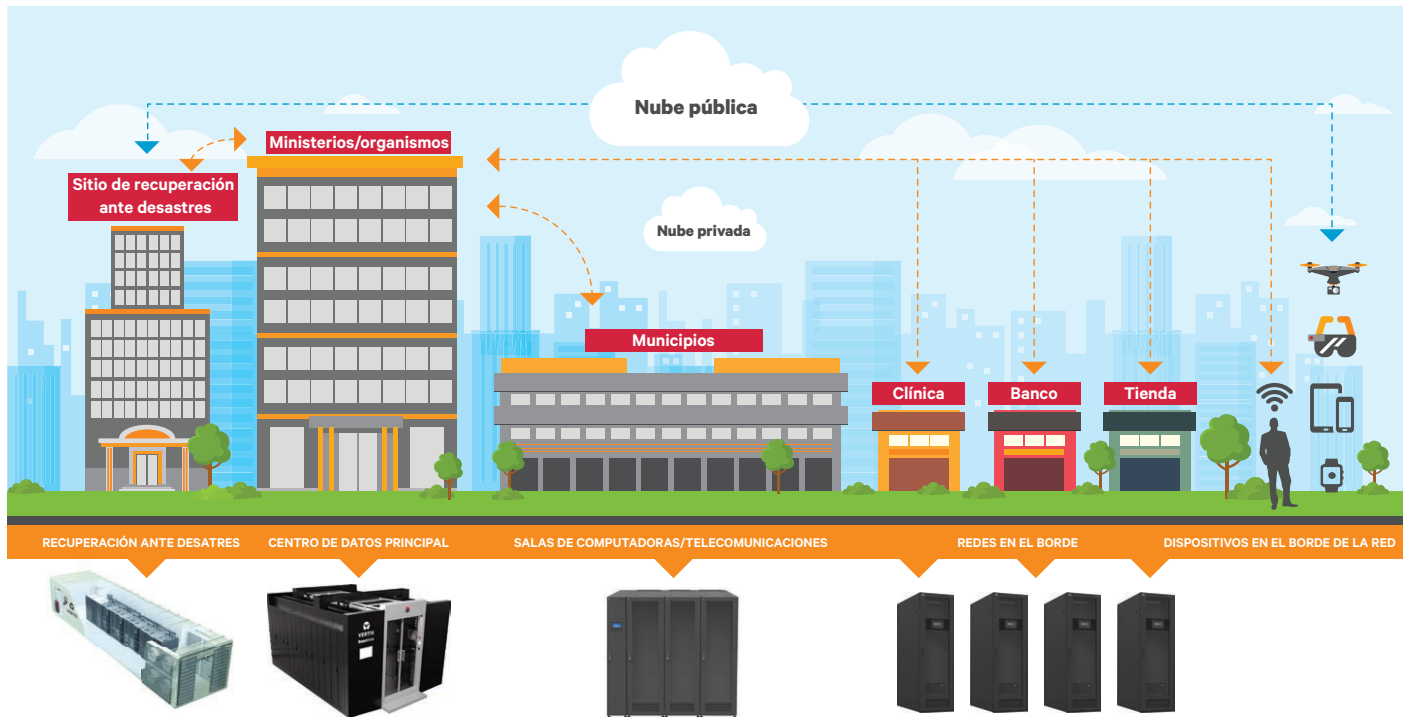 Nube pública
Ministerios/organismos
Sitio de recuperación
ante desastres
Nube privada
Municipios
Clínica
Banco
Tienda
RECUPERACIÓN ANTE DESATRES
CENTRO DE DATOS PRINCIPAL
SALAS DE COMPUTADORAS/TELECOMUNICACIONES
REDES EN EL BORDE
DISPOSITIVOS EN EL BORDE DE LA RED
VERTIV
VERTIV